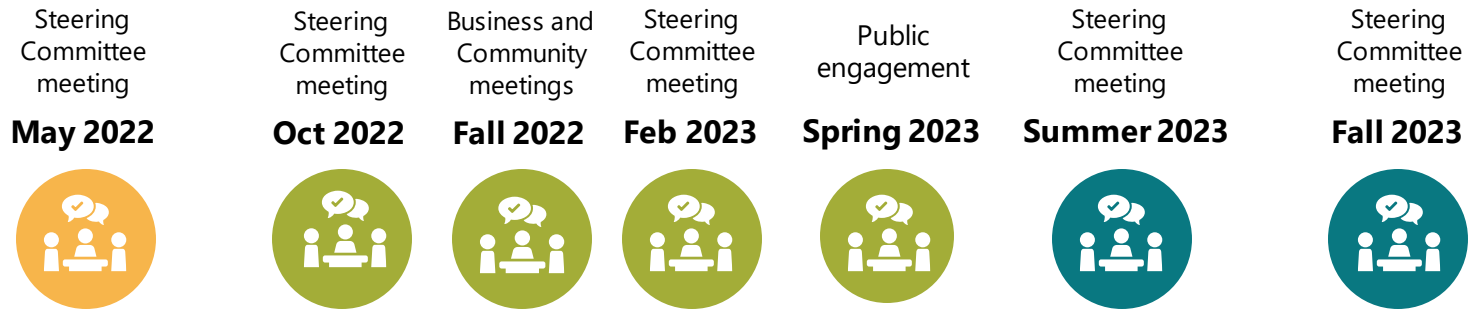 Steering
Committee
meeting
May 2022
Steering
Committee
meeting
Oct 2022
Business and
Community
meetings
Fall 2022
Steering
Committee
meeting
Feb 2023
Public
engagement
Spring 2023
Steering
Committee
meeting
Summer 2023
Steering
Committee
meeting
Fall 2023